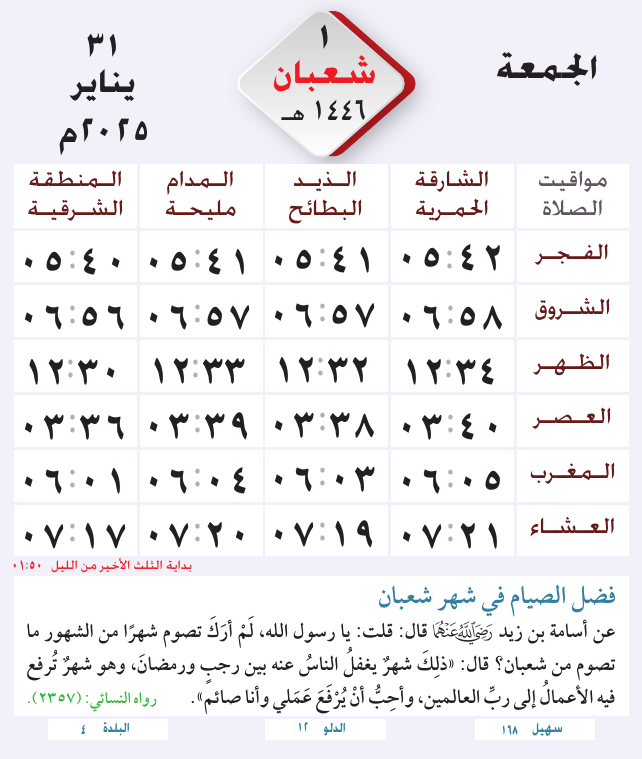 الجمعة
١
شعبان
١٤٤٦ هـ
٣١
يناير
٢٠٢٥م
مواقيت الصلاة | الشارقة الحمرية | الذيد البطائح | المدام مليحة | المنطقة الشرقية
الفجر ٠٥:٤٢ ٠٥:٤١ ٠٥:٤١ ٠٥:٤٠
الشروق ٠٦:٥٨ ٠٦:٥٧ ٠٦:٥٧ ٠٦:٥٦
الظهر ١٢:٣٤ ١٢:٣٢ ١٢:٣٣ ١٢:٣٠
العصر ٠٣:٤٠ ٠٣:٣٨ ٠٣:٣٩ ٠٣:٣٦
المغرب ٠٦:٠٥ ٠٦:٠٣ ٠٦:٠٤ ٠٦:٠١
العشاء ٠٧:٢١ ٠٧:١٩ ٠٧:٢٠ ٠٧:١٧
بداية الثلث الأخير من الليل ٠١:٥٠
فضل الصيام في شهر شعبان
عن أسامة بن زيد رَضِيَ اللَّهُ عَنْهُمَا قال: قلت: يا رسول الله، لَمْ أرَكَ تصوم شهرًا من الشهور ما
تصوم من شعبان؟ قال: «ذلِكَ شهرٌ يغفلُ الناسُ عنه بين رجبٍ ورمضانَ، وهو شهرٌ تُرفع
فيه الأعمالُ إلى ربِّ العالمين، وأحِبُّ أنْ يُرْفَعَ عَمَلي وأنا صائم». رواه النسائي: (٢٣٥٧).
سهيل ١٦٨
الدلو ١٢
البلدة ٤